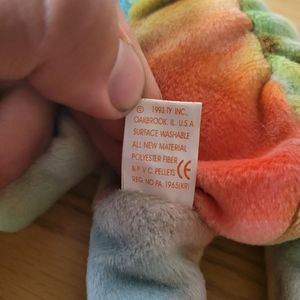 © 1993 TY INC.,
OAKBROOK, IL. U.S.A.
SURFACE WASHABLE
ALL NEW MATERIAL
POLYESTER FIBER
& P.V.C. PELLETS CE
REG. NO PA. 1965(KR)